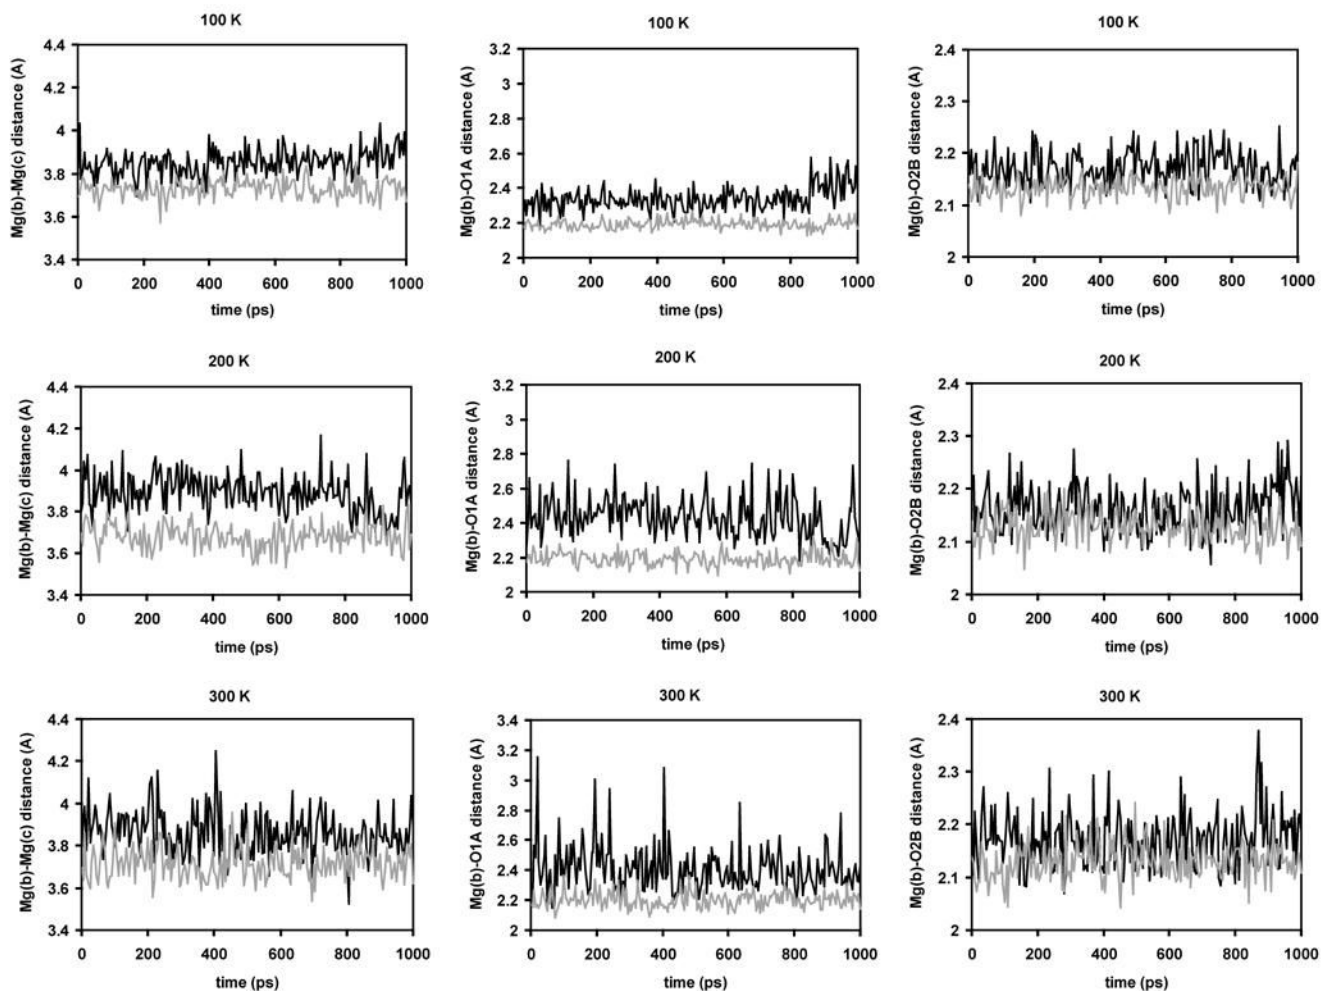 100 K
Mg(b)-Mg(c) distance (A)
4.4
4.2
4
3.8
3.6
3.4
0 200 400 600 800 1000
time (ps)
100 K
Mg(b)-O1A distance (A)
3.2
3
2.8
2.6
2.4
2.2
2
0 200 400 600 800 1000
time (ps)
100 K
Mg(b)-O2B distance (A)
2.4
2.3
2.2
2.1
2
0 200 400 600 800 1000
time (ps)
200 K
Mg(b)-Mg(c) distance (A)
4.4
4.2
4
3.8
3.6
3.4
0 200 400 600 800 1000
time (ps)
200 K
Mg(b)-O1A distance (A)
3.2
3
2.8
2.6
2.4
2.2
2
0 200 400 600 800 1000
time (ps)
200 K
Mg(b)-O2B distance (A)
2.4
2.3
2.2
2.1
2
0 200 400 600 800 1000
time (ps)
300 K
Mg(b)-Mg(c) distance (A)
4.4
4.2
4
3.8
3.6
3.4
0 200 400 600 800 1000
time (ps)
300 K
Mg(b)-O1A distance (A)
3.4
3.2
3
2.8
2.6
2.4
2.2
2
0 200 400 600 800 1000
time (ps)
300 K
Mg(b)-O2B distance (A)
2.4
2.3
2.2
2.1
2
0 200 400 600 800 1000
time (ps)